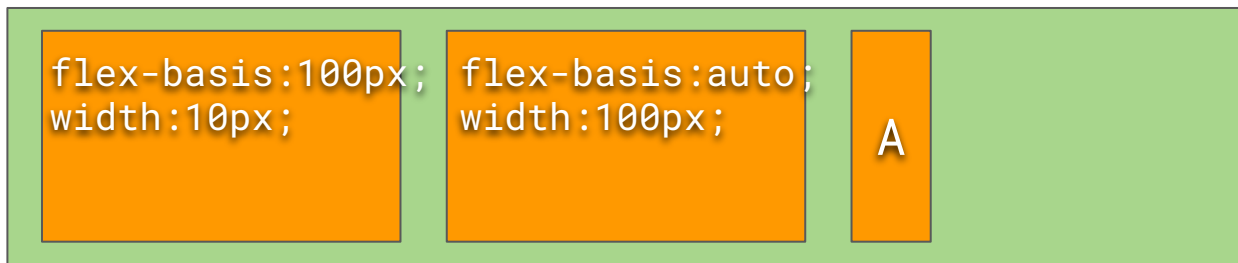 flex-basis:100px;
width:10px;
flex-basis:auto;
width:100px;
A